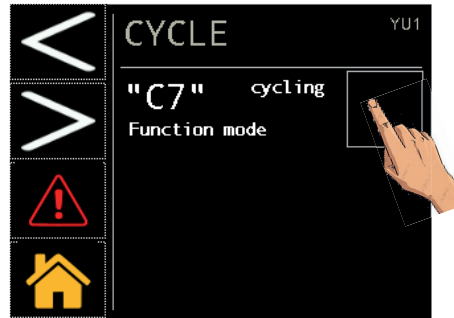 CYCLE
YU1
"C7"
cycling
Function mode